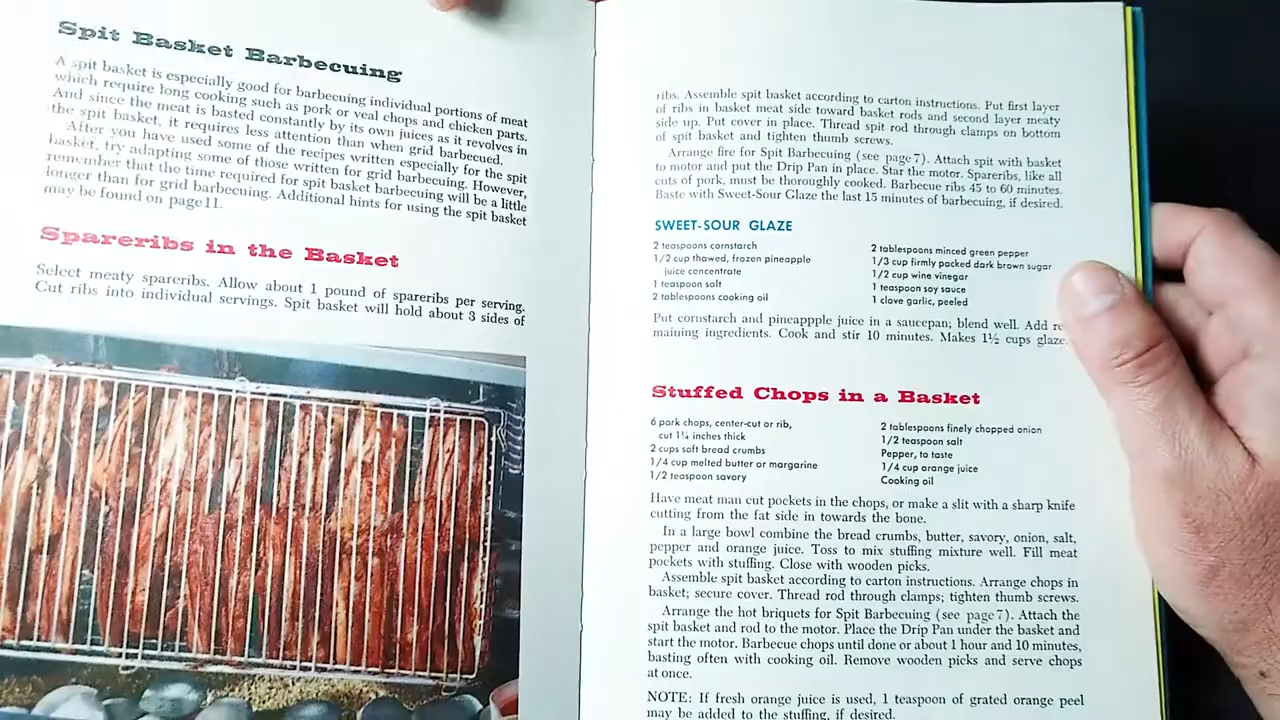 Spit Basket Barbecuing
A spit basket is especially good for barbecuing individual portions of meat
which require long cooking such as pork or veal chops and chicken parts.
And since the meat is basted constantly by its own juices as it revolves in
the spit basket, it requires less attention than when grid barbecued.
After you have used some of the recipes written especially for the spit
basket, try adapting some of those written for grid barbecuing. However,
remember that the time required for spit basket barbecuing will be a little
longer than for grid barbecuing. Additional hints for using the spit basket
may be found on page 11.
Spareribs in the Basket
Select meaty spareribs. Allow about 1 pound of spareribs per serving.
Cut ribs into individual servings. Spit basket will hold about 3 sides of
ribs. Assemble spit basket according to carton instructions. Put first layer
of ribs in basket meat side toward basket rods and second layer meaty
side up. Put cover in place. Thread spit rod through clamps on bottom
of spit basket and tighten thumb screws.
Arrange fire for Spit Barbecuing (see page 7). Attach spit with basket
to motor and put the Drip Pan in place. Star the motor. Spareribs, like all
cuts of pork, must be thoroughly cooked. Barbecue ribs 45 to 60 minutes.
Baste with Sweet-Sour Glaze the last 15 minutes of barbecuing, if desired.
SWEET-SOUR GLAZE
2 teaspoons cornstarch
1/2 cup thawed, frozen pineapple
juice concentrate
1 teaspoon salt
2 tablespoons cooking oil
2 tablespoons minced green pepper
1/3 cup firmly packed dark brown sugar
1/2 cup wine vinegar
1 teaspoon soy sauce
1 clove garlic, peeled
Put cornstarch and pineappple juice in a saucepan; blend well. Add re
maining ingredients. Cook and stir 10 minutes. Makes 1½ cups glaze.
Stuffed Chops in a Basket
6 pork chops, center-cut or rib,
cut 1¼ inches thick
2 cups soft bread crumbs
1/4 cup melted butter or margarine
1/2 teaspoon savory
2 tablespoons finely chopped onion
1/2 teaspoon salt
Pepper, to taste
1/4 cup orange juice
Cooking oil
Have meat man cut pockets in the chops, or make a slit with a sharp knife
cutting from the fat side in towards the bone.
In a large bowl combine the bread crumbs, butter, savory, onion, salt,
pepper and orange juice. Toss to mix stuffing mixture well. Fill meat
pockets with stuffing. Close with wooden picks.
Assemble spit basket according to carton instructions. Arrange chops in
basket; secure cover. Thread rod through clamps; tighten thumb screws.
Arrange the hot briquets for Spit Barbecuing (see page 7). Attach the
spit basket and rod to the motor. Place the Drip Pan under the basket and
start the motor. Barbecue chops until done or about 1 hour and 10 minutes,
basting often with cooking oil. Remove wooden picks and serve chops
at once.
NOTE: If fresh orange juice is used, 1 teaspoon of grated orange peel
may be added to the stuffing, if desired.